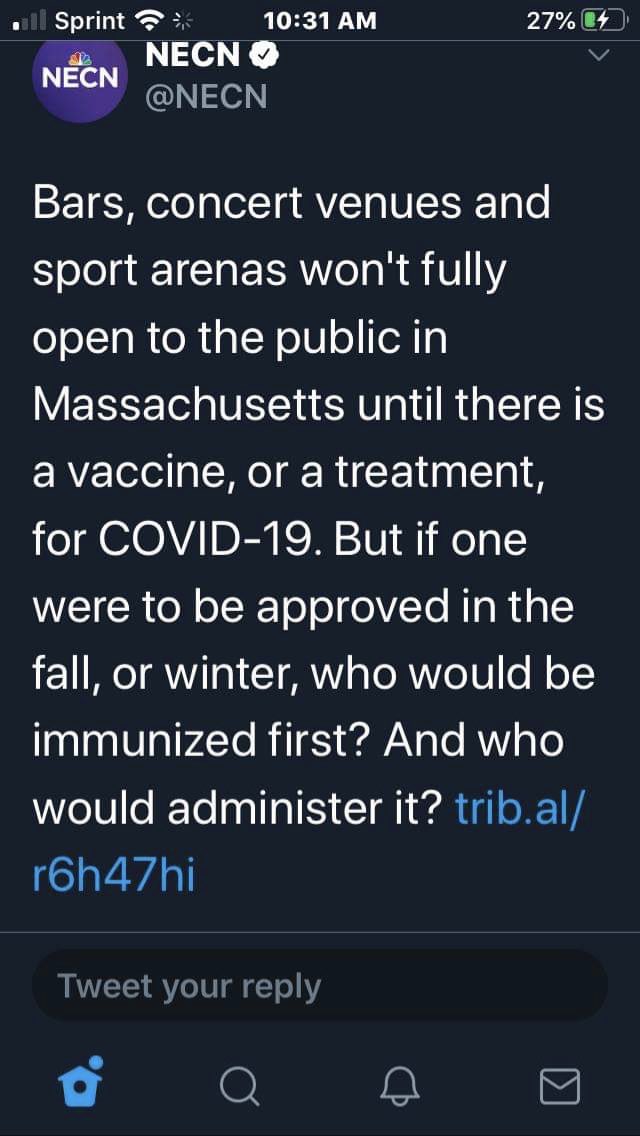 Sprint 10:31 AM 27%
NECN
NECN
@NECN
Bars, concert venues and
sport arenas won't fully
open to the public in
Massachusetts until there is
a vaccine, or a treatment,
for COVID-19. But if one
were to be approved in the
fall, or winter, who would be
immunized first? And who
would administer it? trib.al/
r6h47hi
Tweet your reply